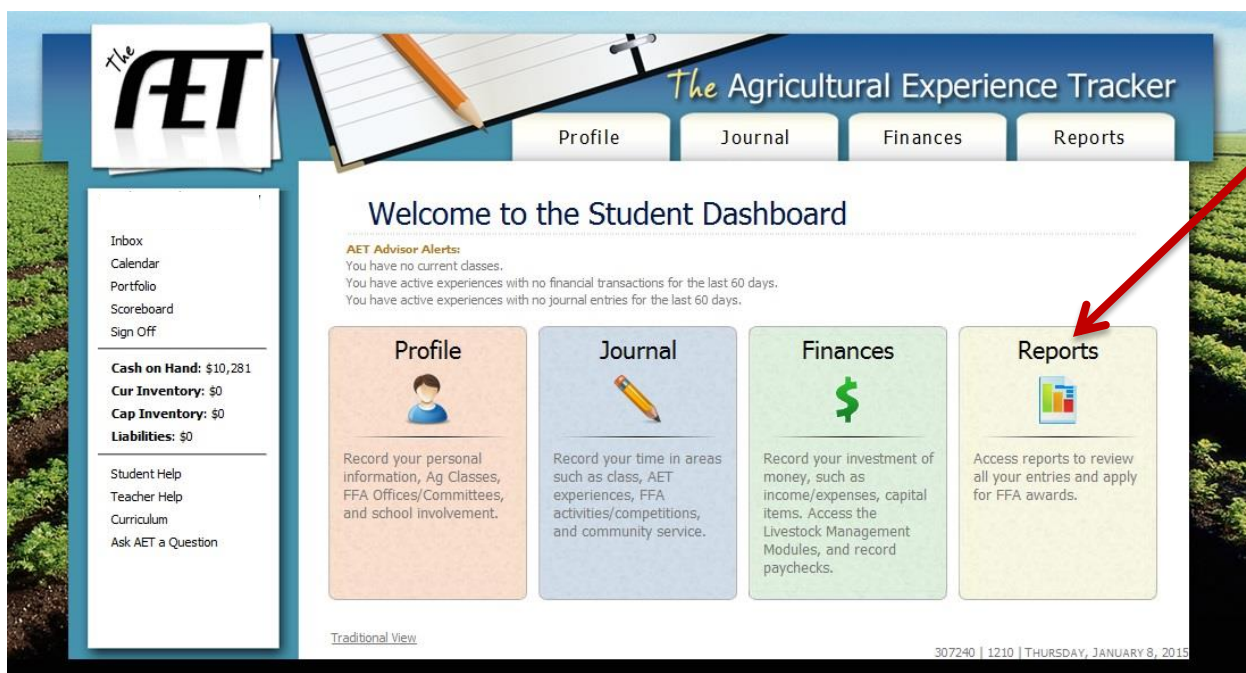 The AET
The Agricultural Experience Tracker
Profile
Journal
Finances
Reports
Inbox
Calendar
Portfolio
Scoreboard
Sign Off
Cash on Hand: $10,281
Cur Inventory: $0
Cap Inventory: $0
Liabilities: $0
Student Help
Teacher Help
Curriculum
Ask AET a Question
Welcome to the Student Dashboard
AET Advisor Alerts:
You have no current classes.
You have active experiences with no financial transactions for the last 60 days.
You have active experiences with no journal entries for the last 60 days.
Profile
Record your personal
information, Ag Classes,
FFA Offices/Committees,
and school involvement.
Journal
Record your time in areas
such as class, AET
experiences, FFA
activities/competitions,
and community service.
Finances
Record your investment of
money, such as
income/expenses, capital
items. Access the
Livestock Management
Modules, and record
paychecks.
Reports
Access reports to review
all your entries and apply
for FFA awards.
Traditional View
307240 | 1210 | THURSDAY, JANUARY 8, 2015